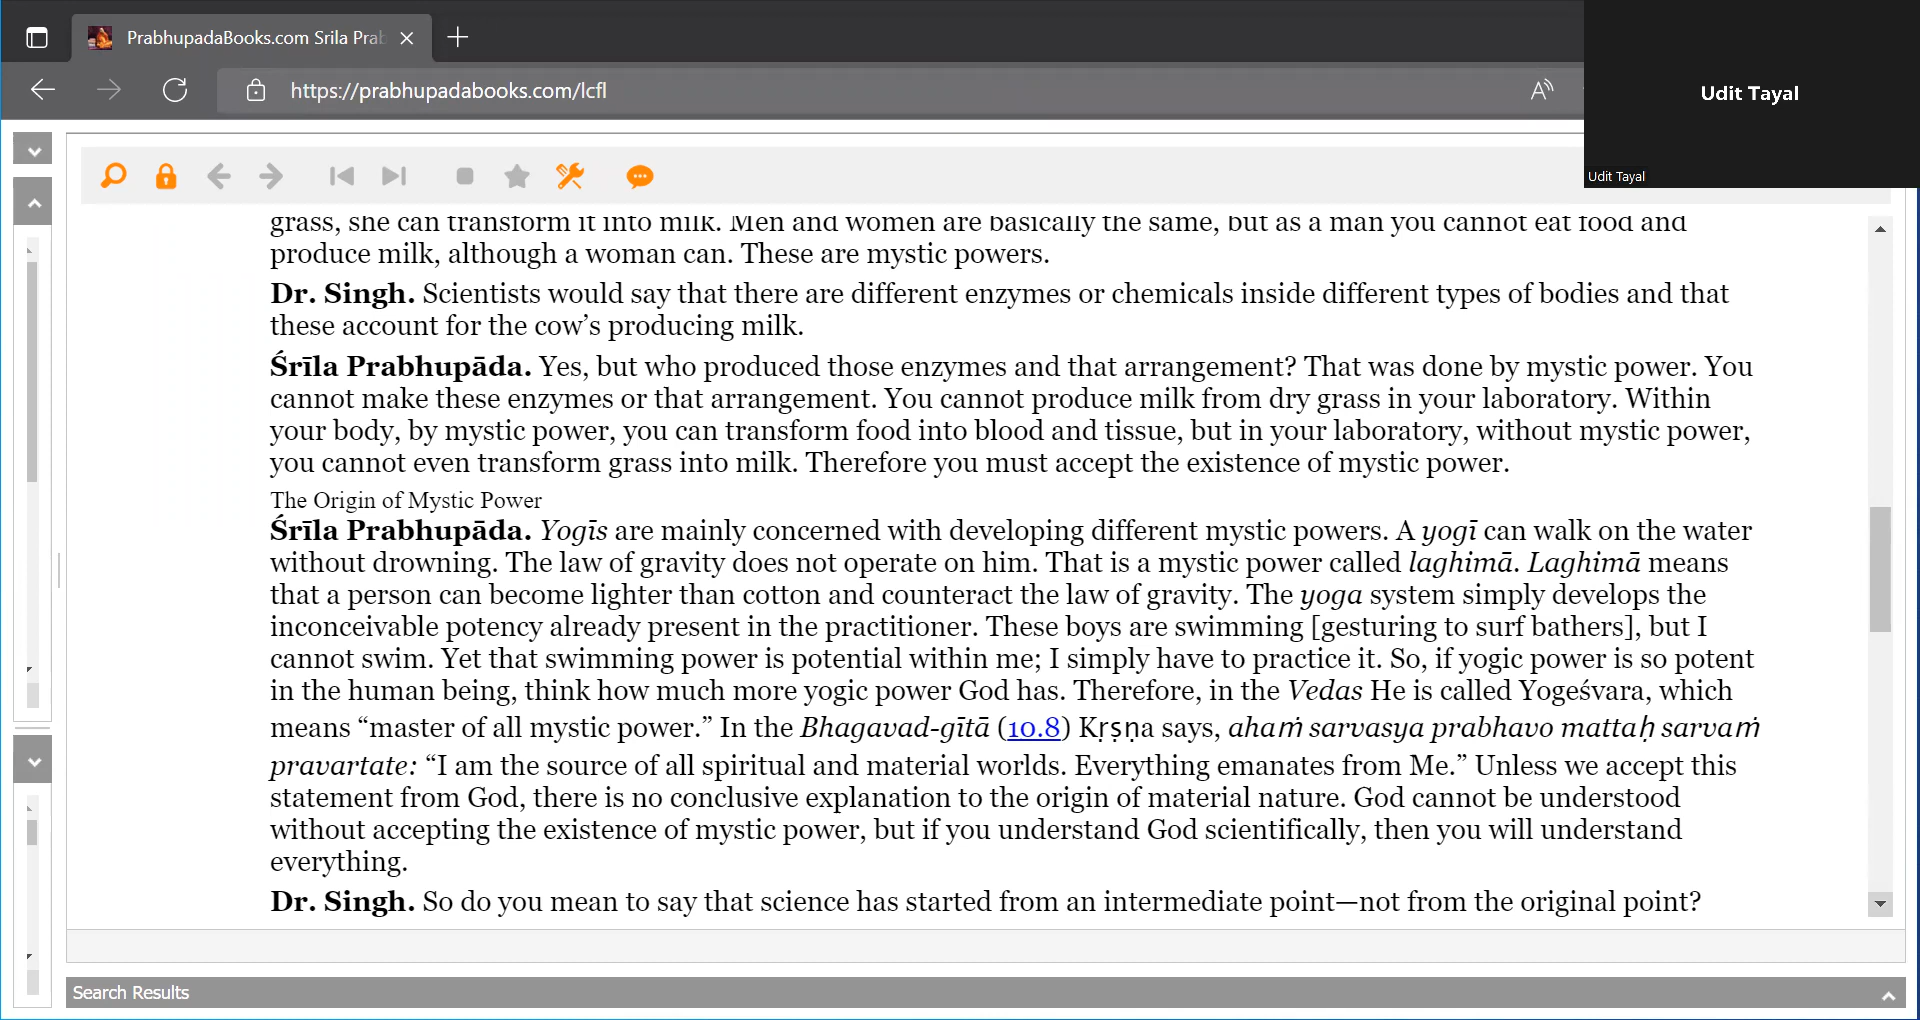 PrabhupadaBooks.com Srila Prab
https://prabhupadabooks.com/lcfl
Udit Tayal
Udit Tayal
grass, she can transform it into milk. Men and women are basically the same, but as a man you cannot eat food and
produce milk, although a woman can. These are mystic powers.
Dr. Singh. Scientists would say that there are different enzymes or chemicals inside different types of bodies and that
these account for the cow’s producing milk.
Śrīla Prabhupāda. Yes, but who produced those enzymes and that arrangement? That was done by mystic power. You
cannot make these enzymes or that arrangement. You cannot produce milk from dry grass in your laboratory. Within
your body, by mystic power, you can transform food into blood and tissue, but in your laboratory, without mystic power,
you cannot even transform grass into milk. Therefore you must accept the existence of mystic power.
The Origin of Mystic Power
Śrīla Prabhupāda. Yogīs are mainly concerned with developing different mystic powers. A yogī can walk on the water
without drowning. The law of gravity does not operate on him. That is a mystic power called laghimā. Laghimā means
that a person can become lighter than cotton and counteract the law of gravity. The yoga system simply develops the
inconceivable potency already present in the practitioner. These boys are swimming [gesturing to surf bathers], but I
cannot swim. Yet that swimming power is potential within me; I simply have to practice it. So, if yogic power is so potent
in the human being, think how much more yogic power God has. Therefore, in the Vedas He is called Yogeśvara, which
means “master of all mystic power.” In the Bhagavad-gītā (10.8) Kṛṣṇa says, ahaṁ sarvasya prabhavo mattaḥ sarvaṁ
pravartate: “I am the source of all spiritual and material worlds. Everything emanates from Me.” Unless we accept this
statement from God, there is no conclusive explanation to the origin of material nature. God cannot be understood
without accepting the existence of mystic power, but if you understand God scientifically, then you will understand
everything.
Dr. Singh. So do you mean to say that science has started from an intermediate point—not from the original point?
Search Results